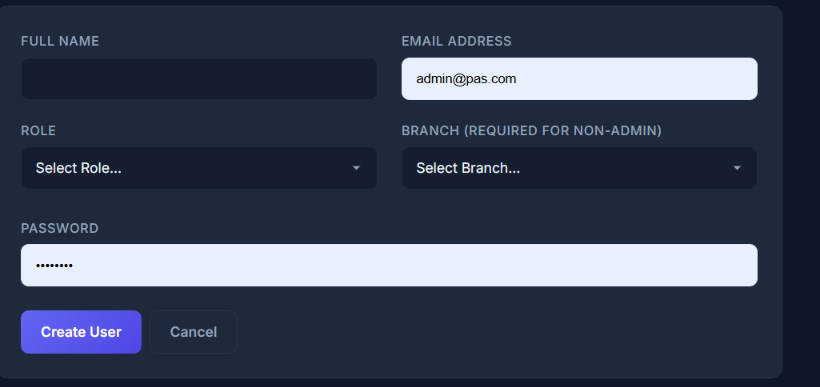 FULL NAME
EMAIL ADDRESS
admin@pas.com
ROLE
BRANCH (REQUIRED FOR NON-ADMIN)
Select Role...
Select Branch...
PASSWORD
••••••••
Create User
Cancel